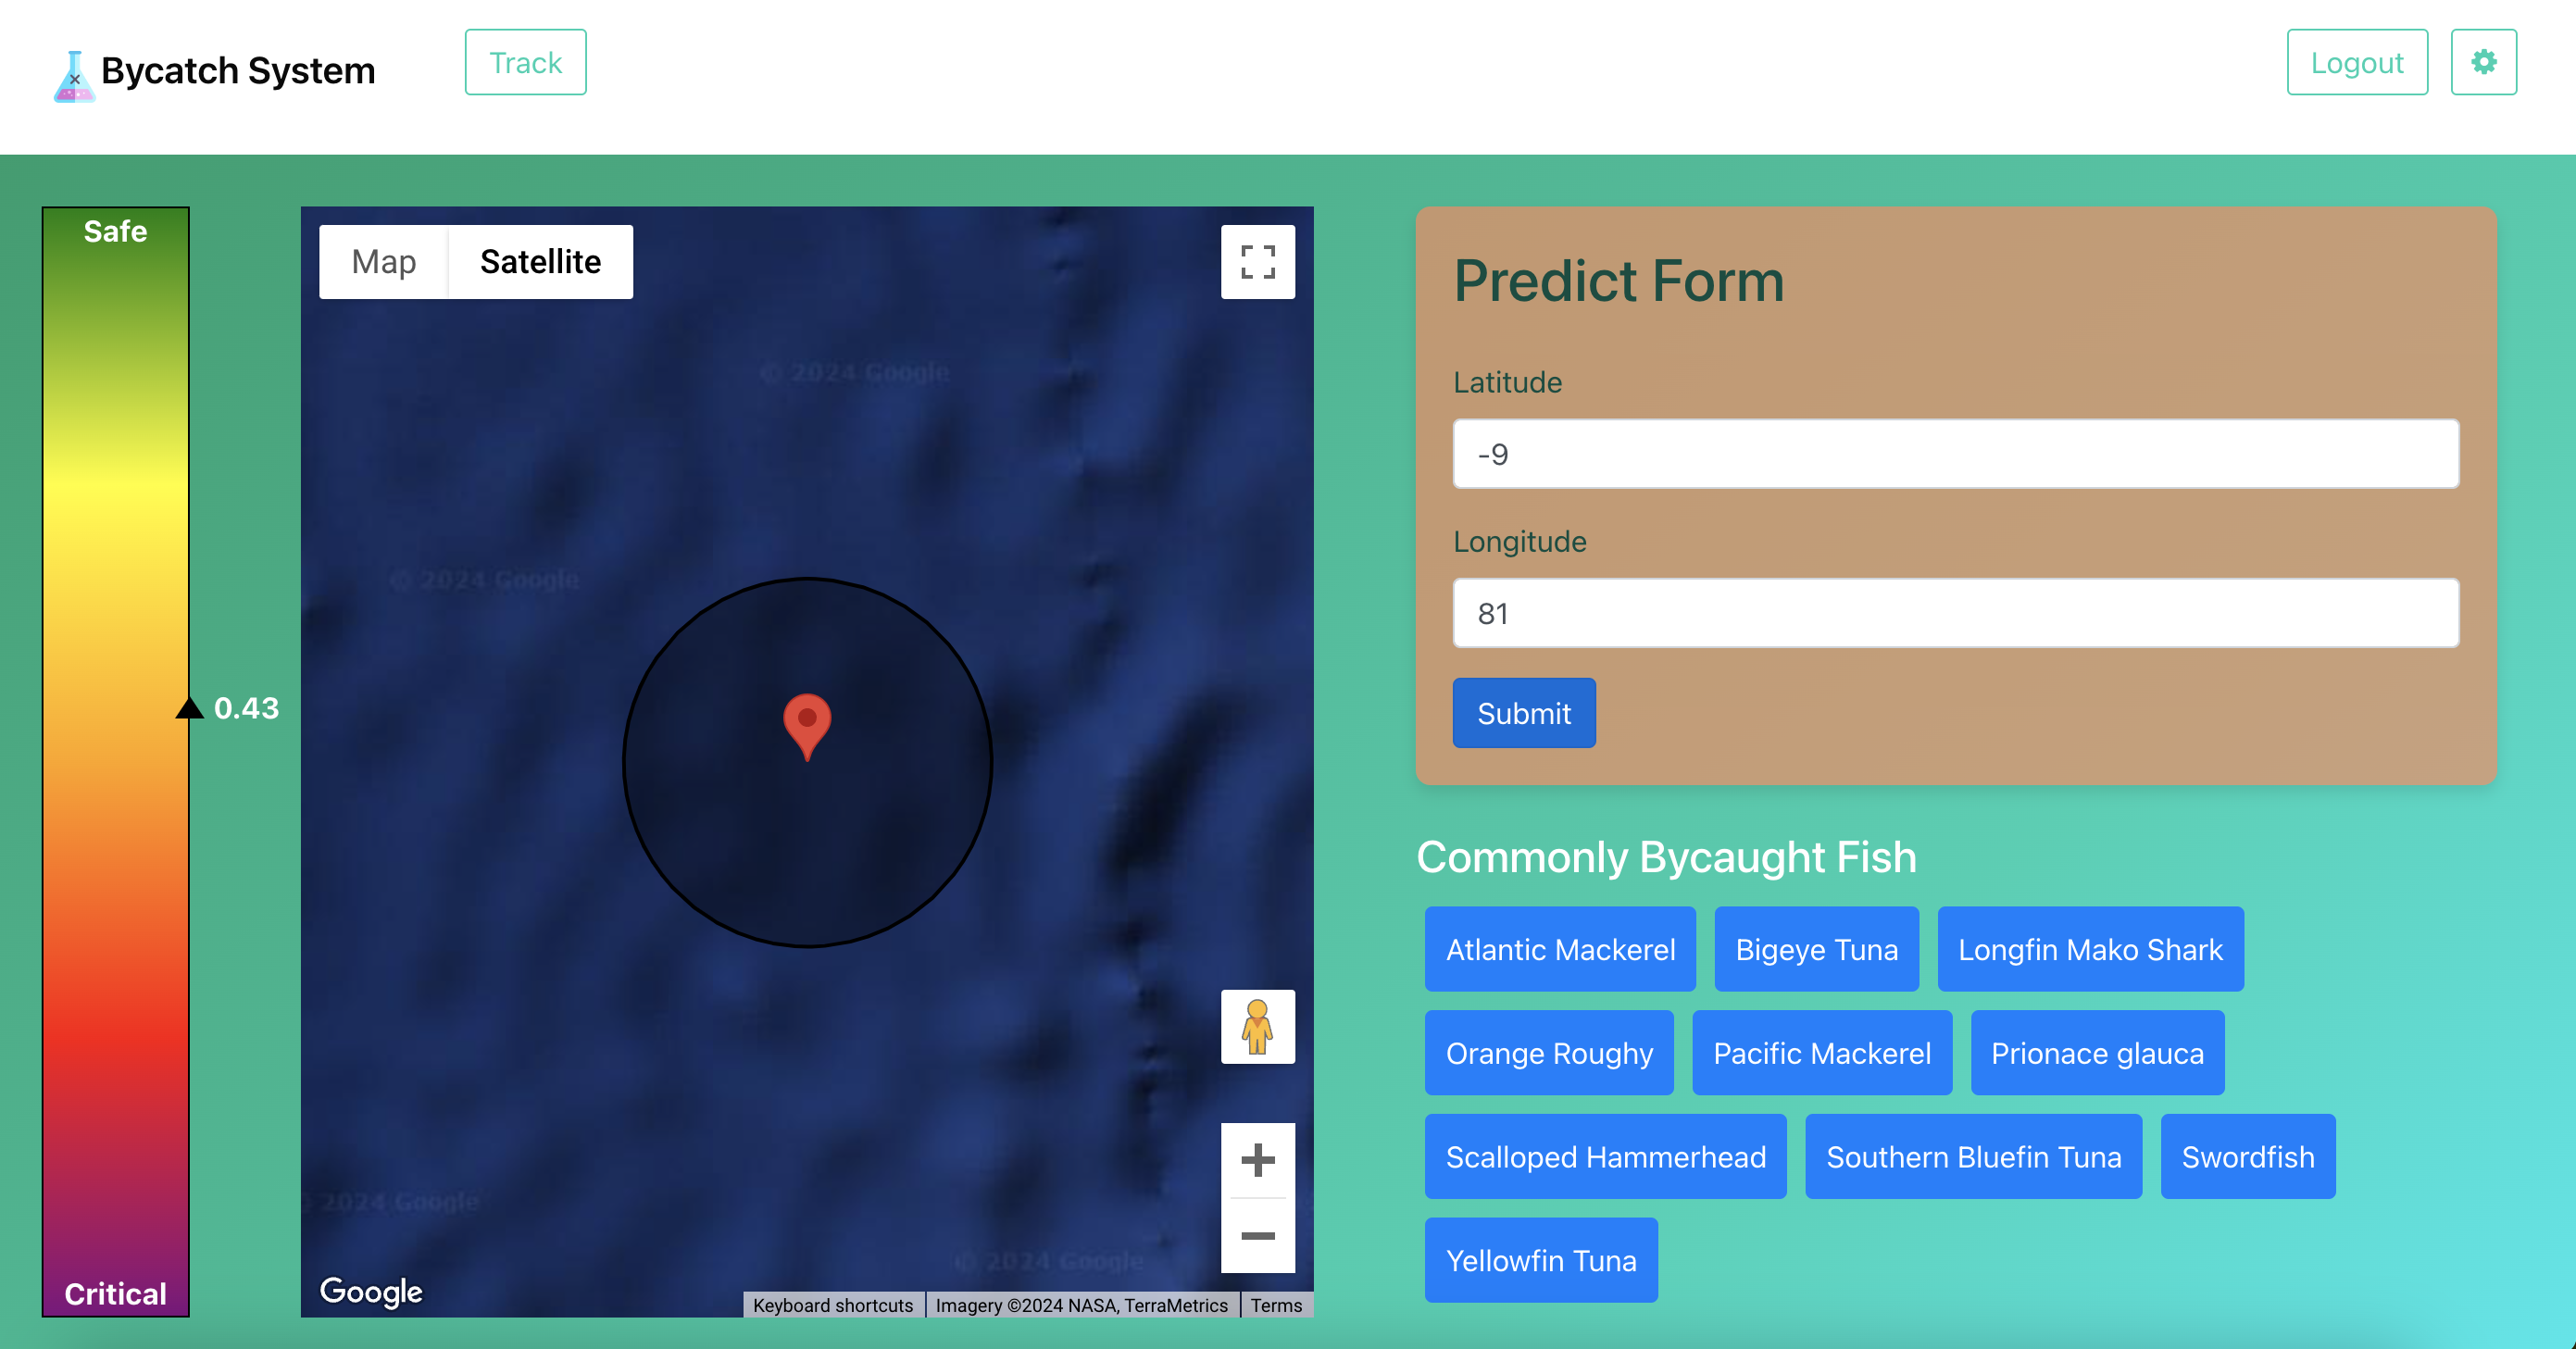 Bycatch System
Track
Logout
Safe
0.43
Critical
Map
Satellite
© 2024 Google
© 2024 Google
© 2024 Google
© 2024 Google
Google
Keyboard shortcuts
Imagery ©2024 NASA, TerraMetrics
Terms
Predict Form
Latitude
-9
Longitude
81
Submit
Commonly Bycaught Fish
Atlantic Mackerel
Bigeye Tuna
Longfin Mako Shark
Orange Roughy
Pacific Mackerel
Prionace glauca
Scalloped Hammerhead
Southern Bluefin Tuna
Swordfish
Yellowfin Tuna